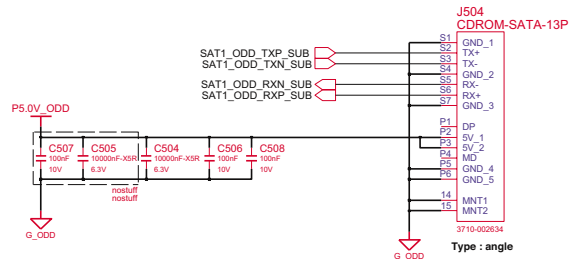 J504
CDROM-SATA-13P
S1 GND_1
SAT1_ODD_TXP_SUB S2 TX+
SAT1_ODD_TXN_SUB S3 TX-
S4 GND_2
SAT1_ODD_RXN_SUB S5 RX-
SAT1_ODD_RXP_SUB S6 RX+
S7 GND_3
P5.0V_ODD
P1 DP
P2 5V_1
P3 5V_2
P4 MD
P5 GND_4
P6 GND_5
C507 C505 C504 C506 C508
100nF 10000nF-X5R 10000nF-X5R 100nF 100nF
10V 6.3V 6.3V 10V 10V
nostuff
nostuff
14 MNT1
15 MNT2
G_ODD
3710-002634
Type : angle
G_ODD